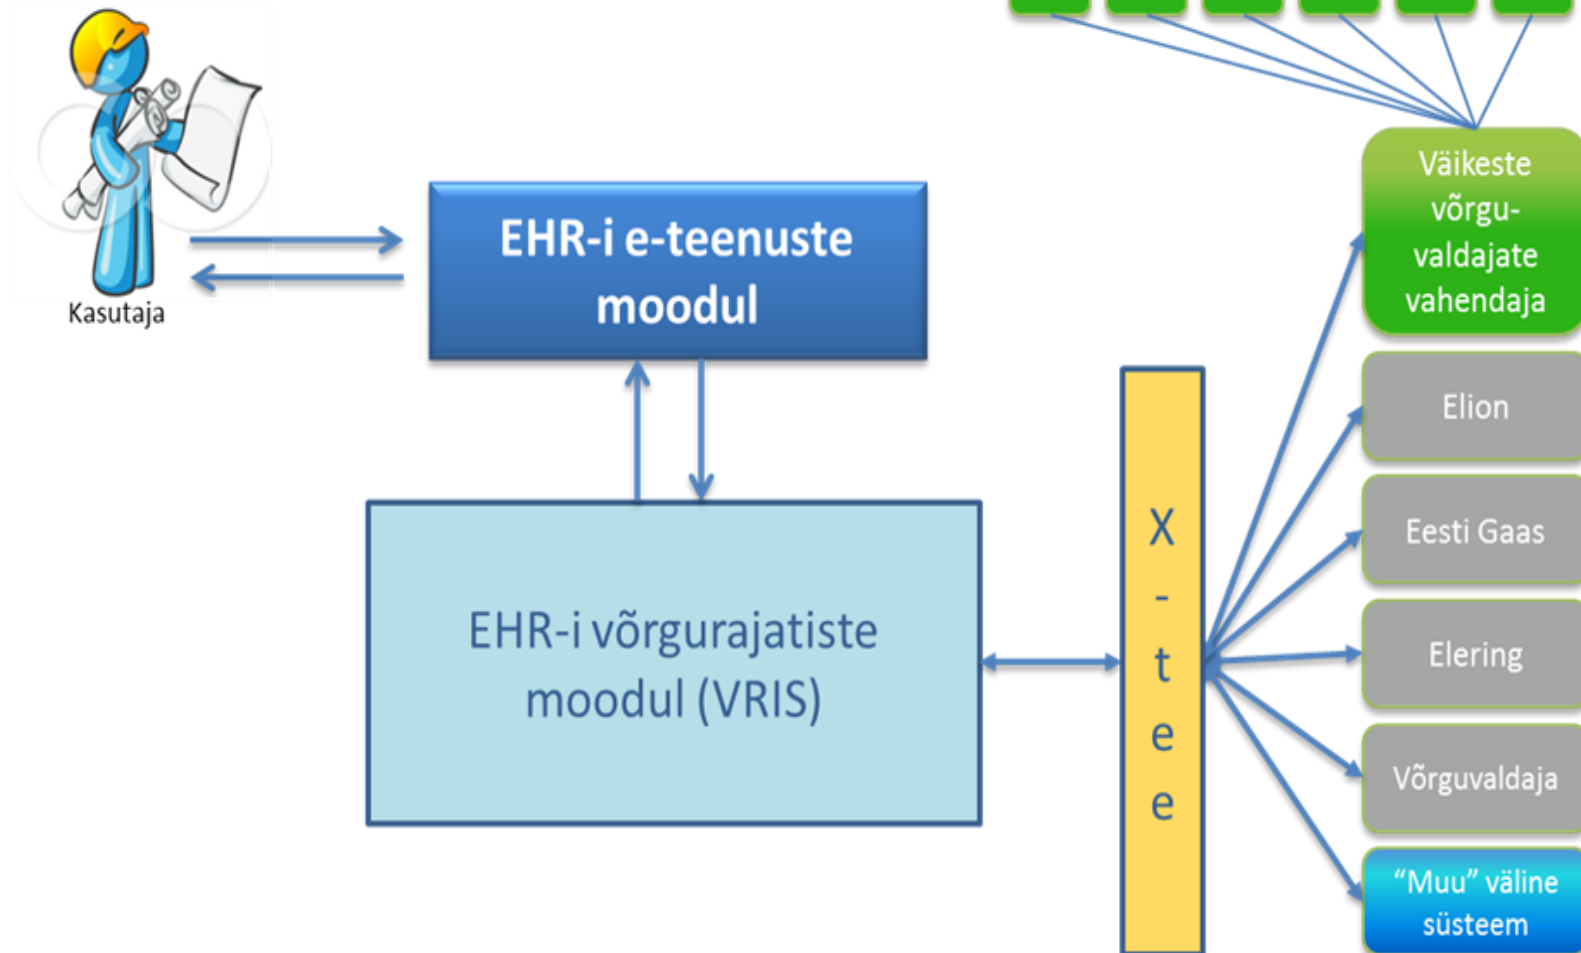 Kasutaja
EHR-i e-teenuste
moodul
EHR-i võrgurajatiste
moodul (VRIS)
X
-
t
e
e
Väikeste
võrgu-
valdajate
vahendaja
Elion
Eesti Gaas
Elering
Võrguvaldaja
“Muu” väline
süsteem